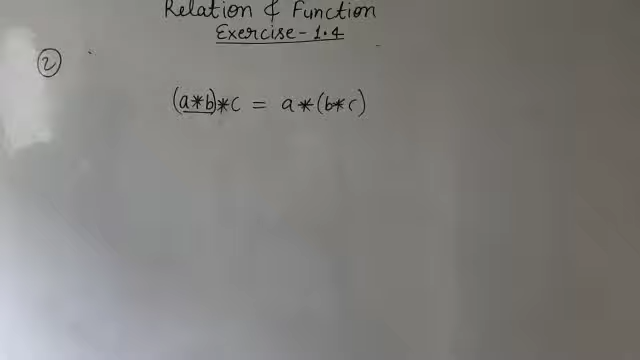 Relation & Function
Exercise - 1.4
2
(a*b)*c = a*(b*c)